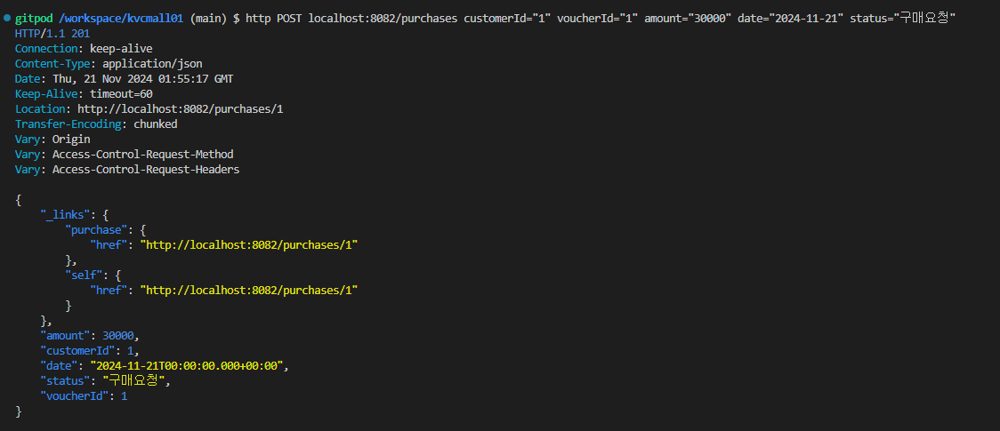 gitpod /workspace/kvcmall01 (main) $ http POST localhost:8082/purchases customerId="1" voucherId="1" amount="30000" date="2024-11-21" status="구매요청"
HTTP/1.1 201
Connection: keep-alive
Content-Type: application/json
Date: Thu, 21 Nov 2024 01:55:17 GMT
Keep-Alive: timeout=60
Location: http://localhost:8082/purchases/1
Transfer-Encoding: chunked
Vary: Origin
Vary: Access-Control-Request-Method
Vary: Access-Control-Request-Headers

{
    "_links": {
        "purchase": {
            "href": "http://localhost:8082/purchases/1"
        },
        "self": {
            "href": "http://localhost:8082/purchases/1"
        }
    },
    "amount": 30000,
    "customerId": 1,
    "date": "2024-11-21T00:00:00.000+00:00",
    "status": "구매요청",
    "voucherId": 1
}